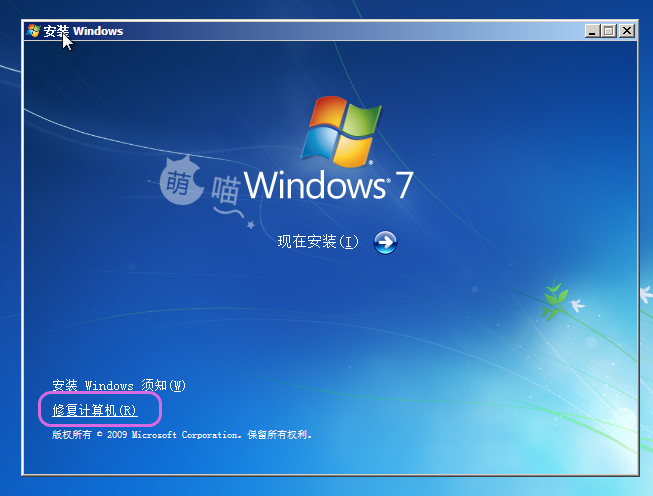 安装 Windows
萌喵
Windows® 7
现在安装(I)
安装 Windows 须知(W)
修复计算机(R)
版权所有 © 2009 Microsoft Corporation. 保留所有权利.